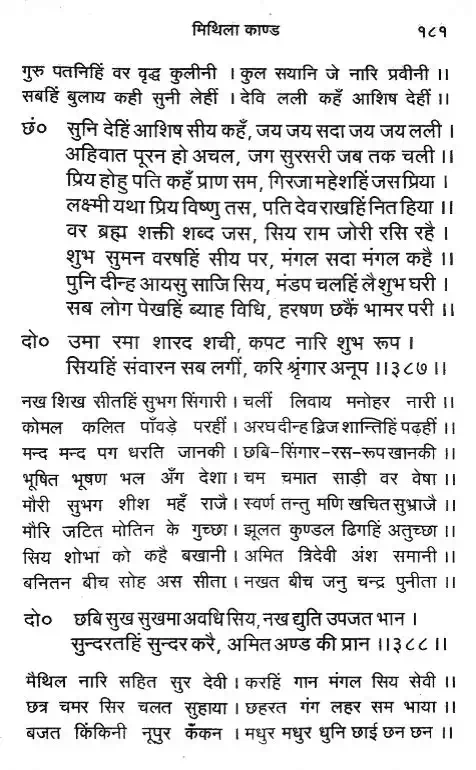 मिथिला काण्ड १८१
गुरु पतनिहिं वर वृद्ध कुलीनी । कुल सयानि जे नारि प्रवीनी ।।
सबहिं बुलाय कही सुनी लेहीं । देवि लली कहँ आशिष देहीं ।।
छं० सुनि देहिं आशिष सीय कहँ, जय जय सदा जय जय लली ।
अहिवात पूरन हो अचल, जग सुरसरी जब तक चली ।।
प्रिय होहु पति कहँ प्राण सम, गिरजा महेशहिं जस प्रिया ।
लक्ष्मी यथा प्रिय विष्णु तस, पति देव राखहिं नित हिया ।।
वर ब्रह्म शक्ती शब्द जस, सिय राम जोरी रसि रहै ।
शुभ सुमन वरषहिं सीय पर, मंगल सदा मंगल कहै ।।
पुनि दीन्ह आयसु साजि सिय, मंडप चलहिं लै शुभ घरी ।
सब लोग पेखहिं ब्याह विधि, हरषण छकैं भामर परी ।।
दो० उमा रमा शारद शची, कपट नारि शुभ रूप ।
सियहिं संवारन सब लगीं, करि श्रृंगार अनूप ।।३८७ ।।
नख शिख सीतहिं सुभग सिंगारी । चलीं लिवाय मनोहर नारी ।।
कोमल कलित पाँवड़े परहीं । अरघ दीन्ह द्विज शान्तिहिं पढ़हीं ।।
मन्द मन्द पग धरति जानकी । छबि-सिंगार-रस-रूप खानकी ।।
भूषित भूषण भल अँग देशा । चम चमात साड़ी वर वेषा ।।
मौरी सुभग शीश महँ राजै । स्वर्ण तन्तु मणि खचित सुभ्राजै ।।
मौरि जटित मोतिन के गुच्छा । झूलत कुण्डल ढिगहिं अतुच्छा ।।
सिय शोभा को कहै बखानी । अमित त्रिदेवी अंश समानी ।।
बनितन बीच सोह अस सीता । नखत बीच जनु चन्द्र पुनीता ।।
दो० छबि सुख सुखमा अवधि सिय, नख द्युति उपजत भान ।
सुन्दरतहिं सुन्दर करै, अमित अण्ड की प्रान ।।३८८ ।।
मैथिल नारि सहित सुर देवी । करहिं गान मंगल सिय सेवी ।।
छत्र चमर सिर चलत सुहाया । छहरत गंग लहर सम भाया ।।
बजत किंकिनी नूपुर कँकन । मधुर मधुर धुनि छाई छन छन ।।